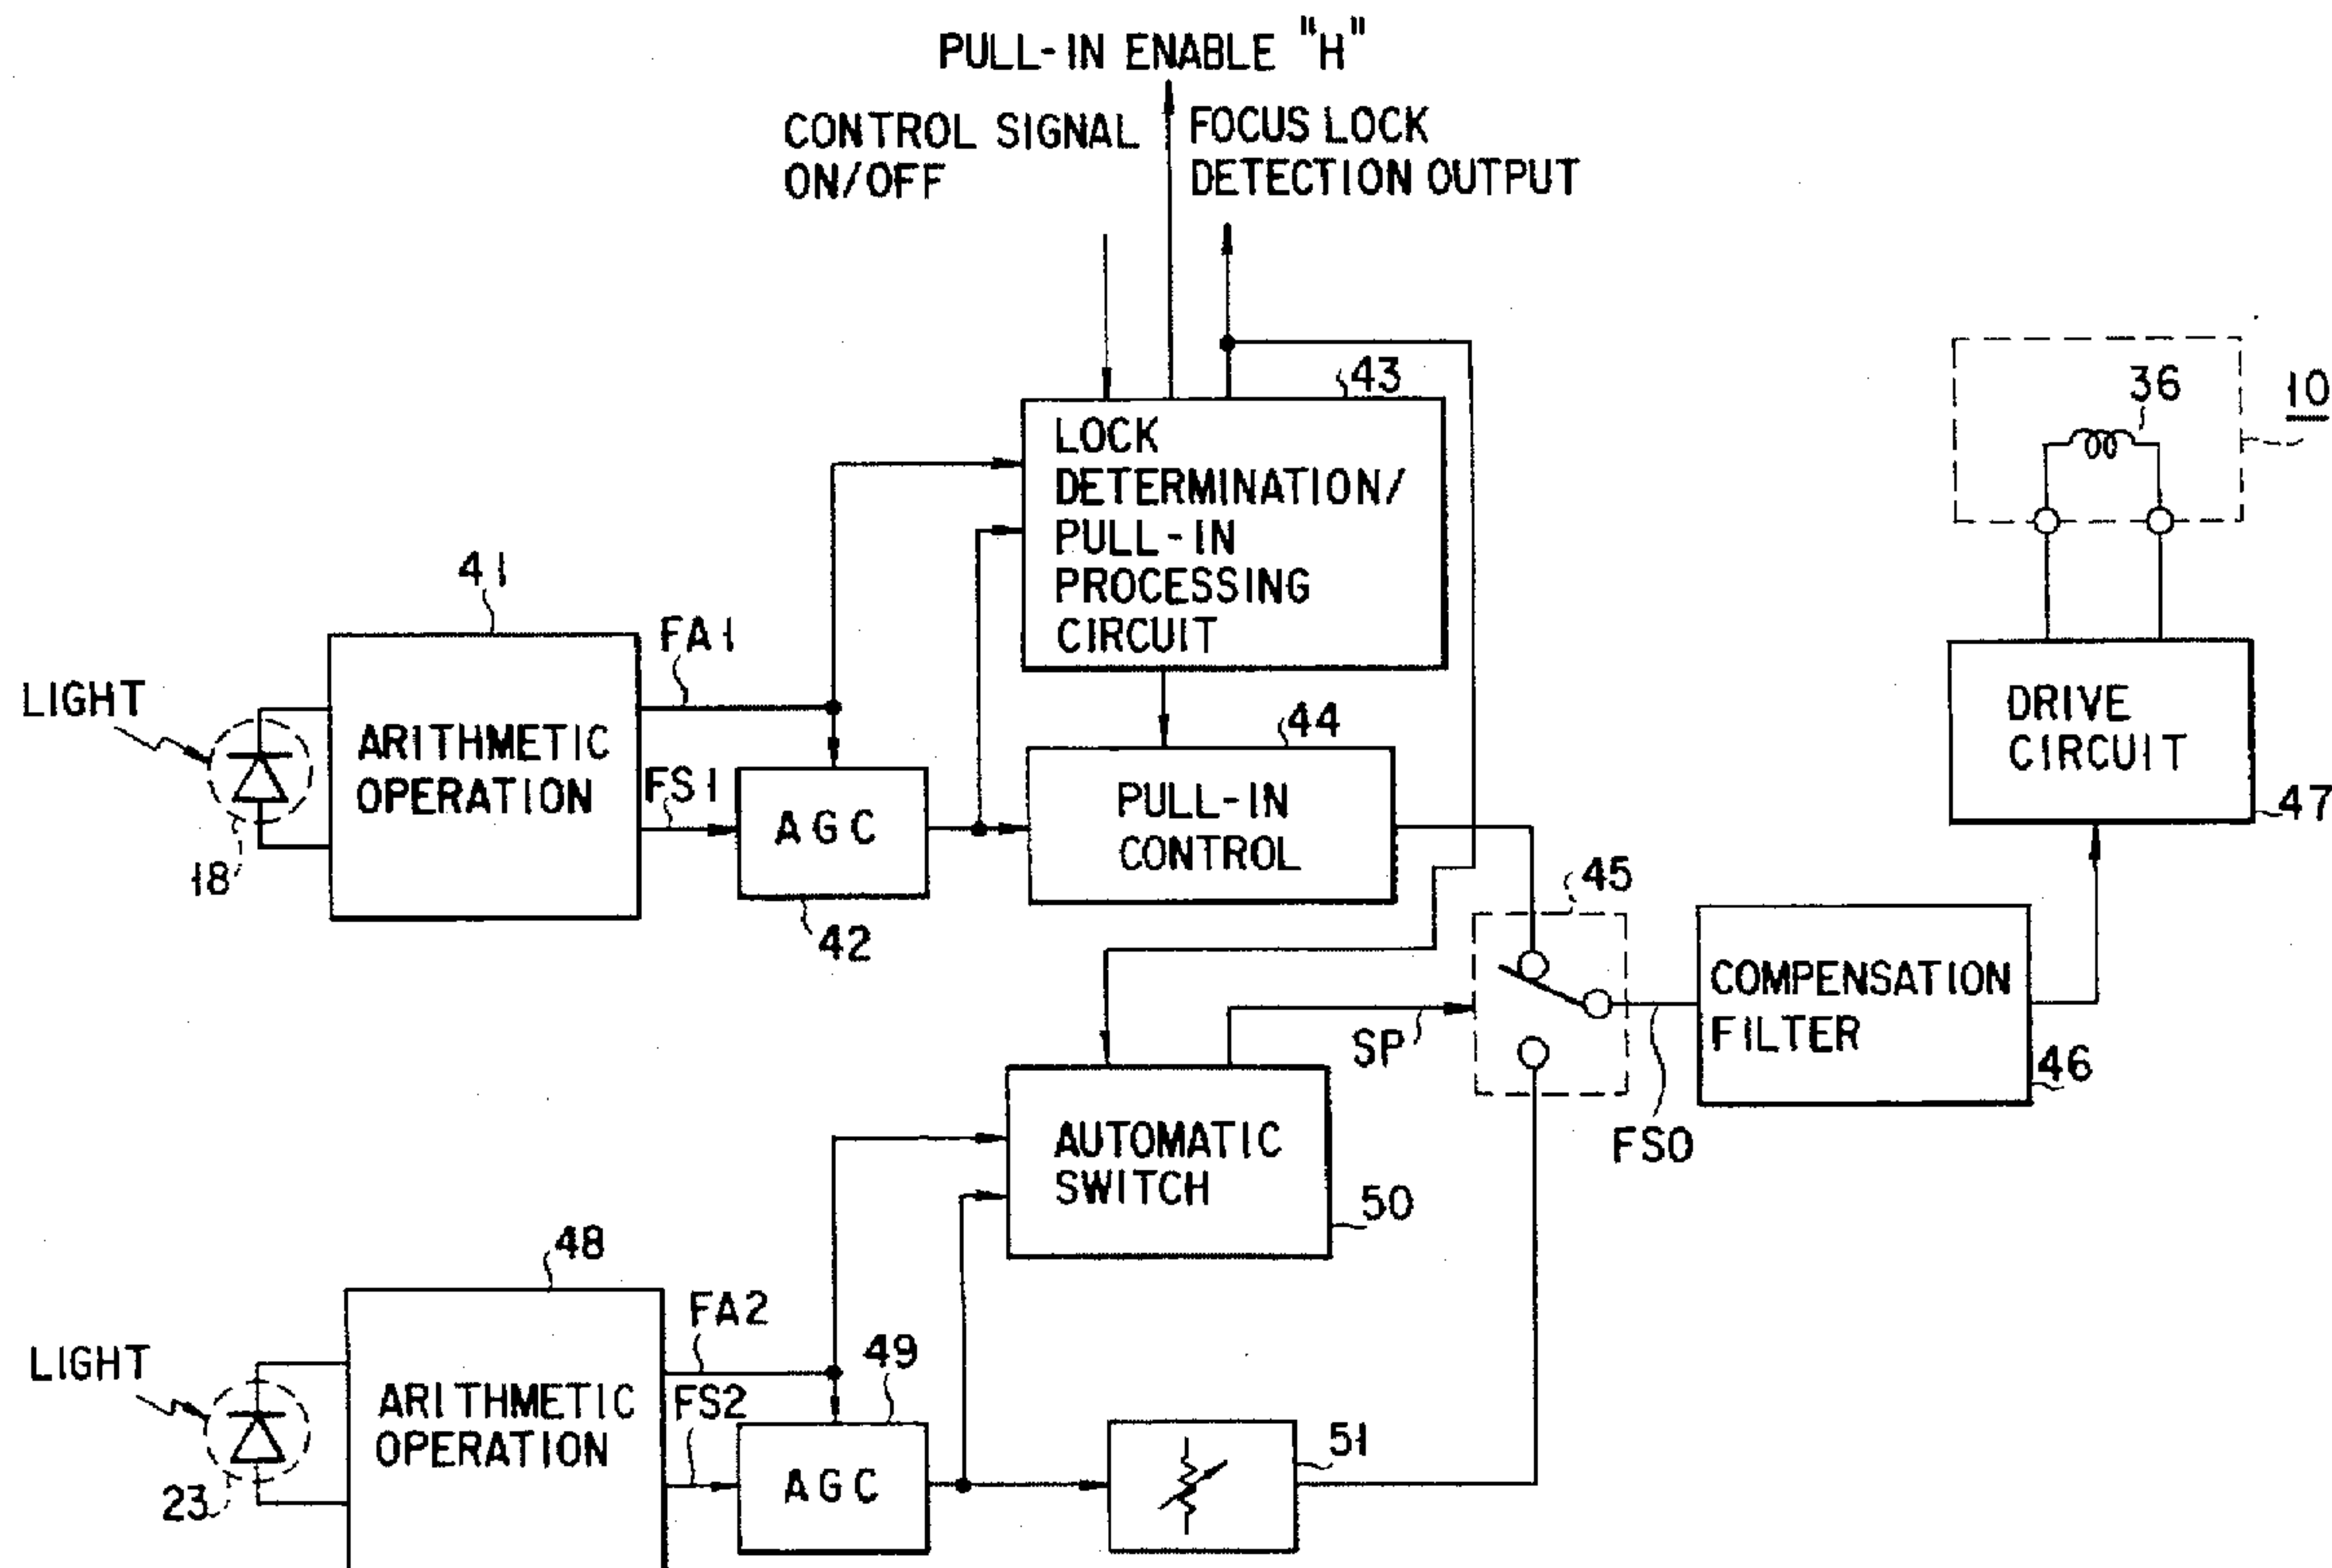 PULL-IN ENABLE "H"
CONTROL SIGNAL
ON/OFF
FOCUS LOCK
DETECTION OUTPUT
43
LOCK
DETERMINATION/
PULL-IN
PROCESSING
CIRCUIT
36
10
41
FA1
LIGHT
ARITHMETIC
OPERATION
FS1
18
AGC
42
44
PULL-IN
CONTROL
DRIVE
CIRCUIT
47
45
COMPENSATION
FILTER
46
SP
FS0
AUTOMATIC
SWITCH
50
48
FA2
LIGHT
ARITHMETIC
OPERATION
FS2
23
49
AGC
51